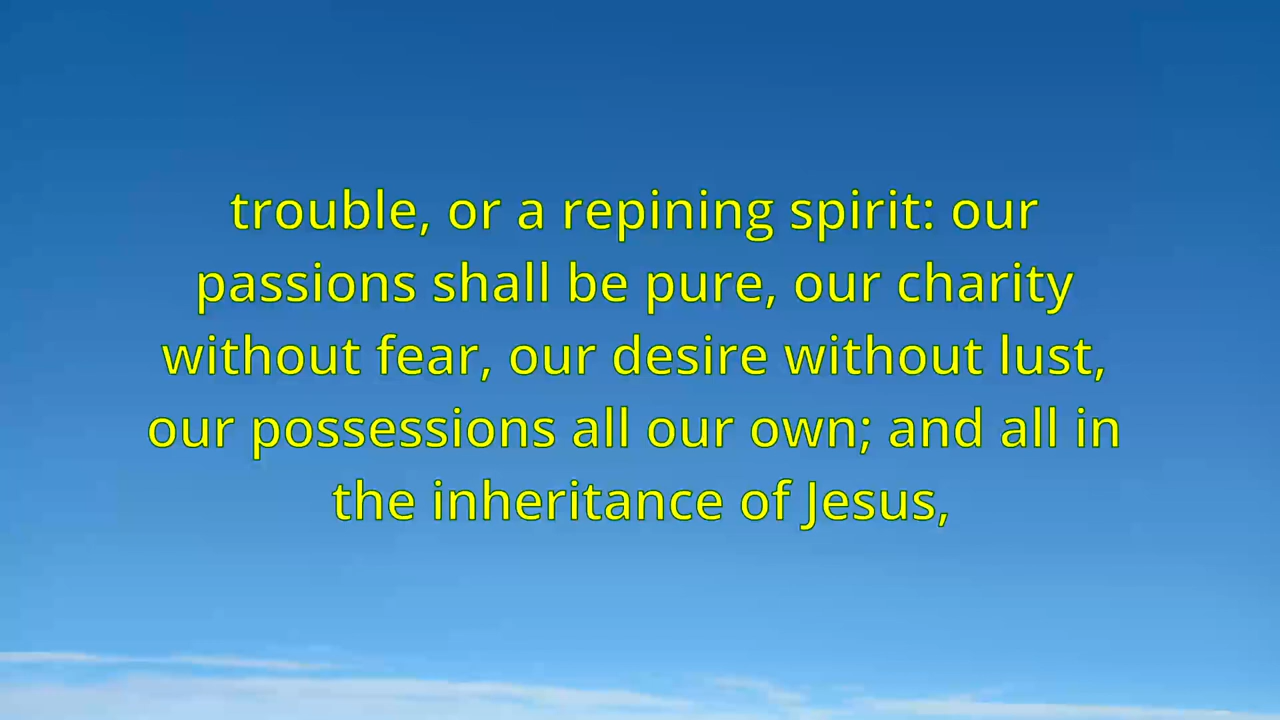 trouble, or a repining spirit: our
passions shall be pure, our charity
without fear, our desire without lust,
our possessions all our own; and all in
the inheritance of Jesus,